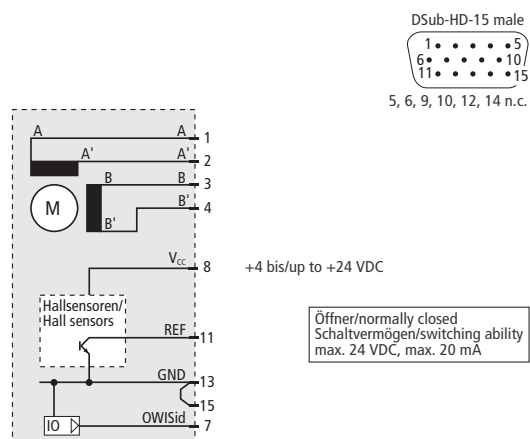 DSub-HD-15 male
1 5
6 10
11 15
5, 6, 9, 10, 12, 14 n.c.
A A 1
A' A' 2
B B 3
M
B' B' 4
Vcc 8 +4 bis/up to +24 VDC
Hallsensoren/
Hall sensors
REF 11
Öffner/normally closed
Schaltvermögen/switching ability
max. 24 VDC, max. 20 mA
GND 13
15
IO OWISid 7